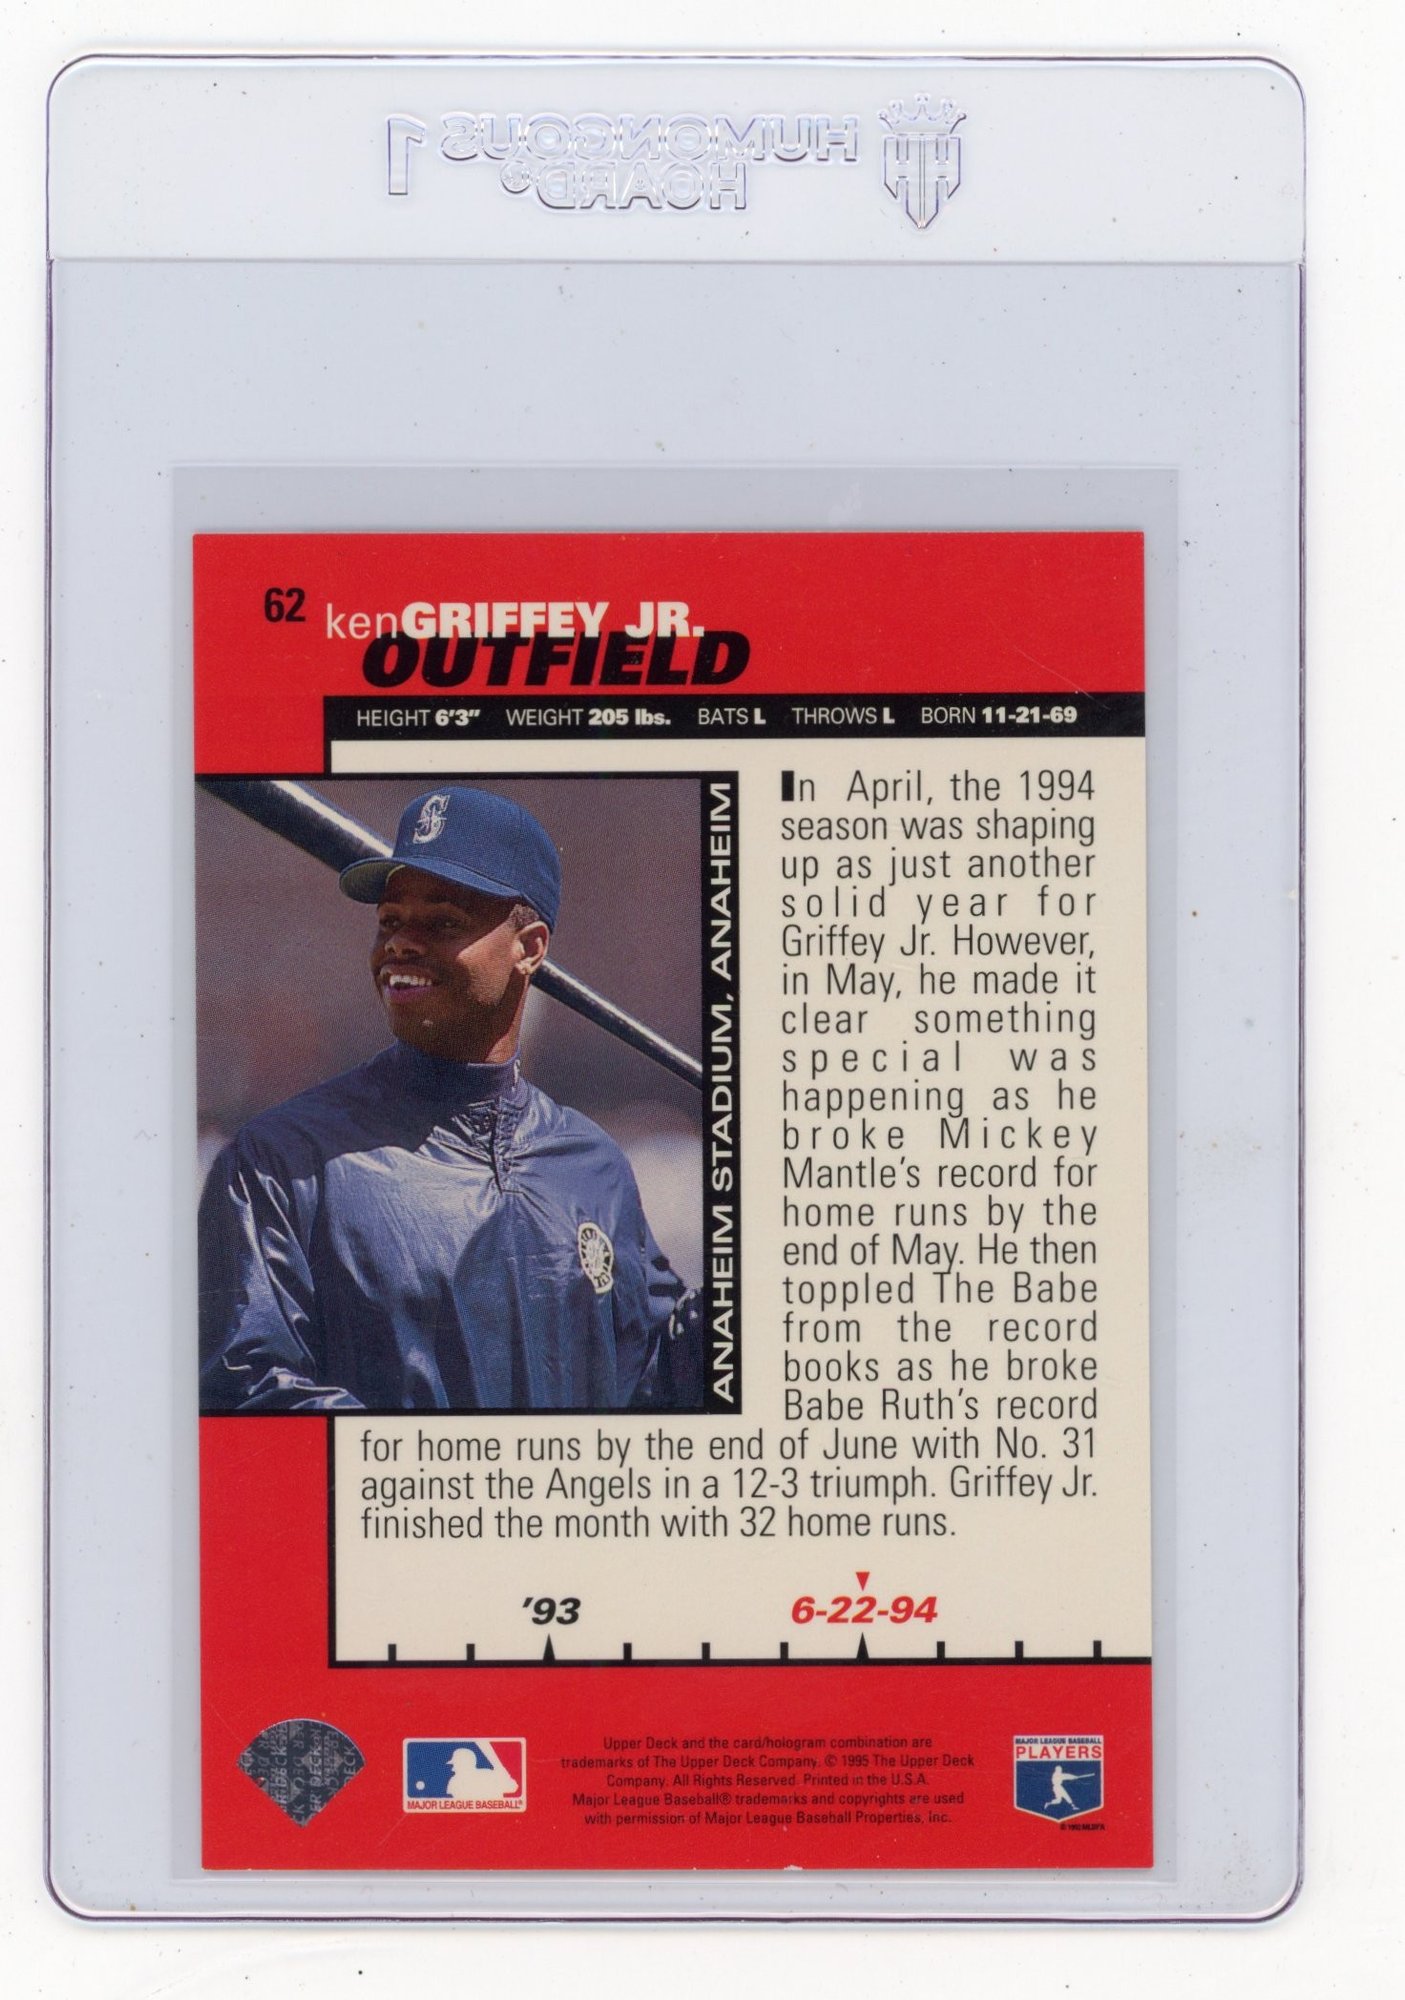 HUMONGOUS 1
HOARD®
62
kenGRIFFEY JR.
OUTFIELD
HEIGHT 6'3" WEIGHT 205 lbs. BATS L THROWS L BORN 11-21-69
ANAHEIM STADIUM, ANAHEIM
In April, the 1994
season was shaping
up as just another
solid year for
Griffey Jr. However,
in May, he made it
clear something
special was
happening as he
broke Mickey
Mantle's record for
home runs by the
end of May. He then
toppled The Babe
from the record
books as he broke
Babe Ruth's record
for home runs by the end of June with No. 31
against the Angels in a 12-3 triumph. Griffey Jr.
finished the month with 32 home runs.
'93
6-22-94
MAJOR LEAGUE BASEBALL®
Upper Deck and the card/hologram combination are
trademarks of The Upper Deck Company. © 1995 The Upper Deck
Company. All Rights Reserved. Printed in the U.S.A.
Major League Baseball® trademarks and copyrights are used
with permission of Major League Baseball Properties, Inc.
MAJOR LEAGUE BASEBALL
PLAYERS